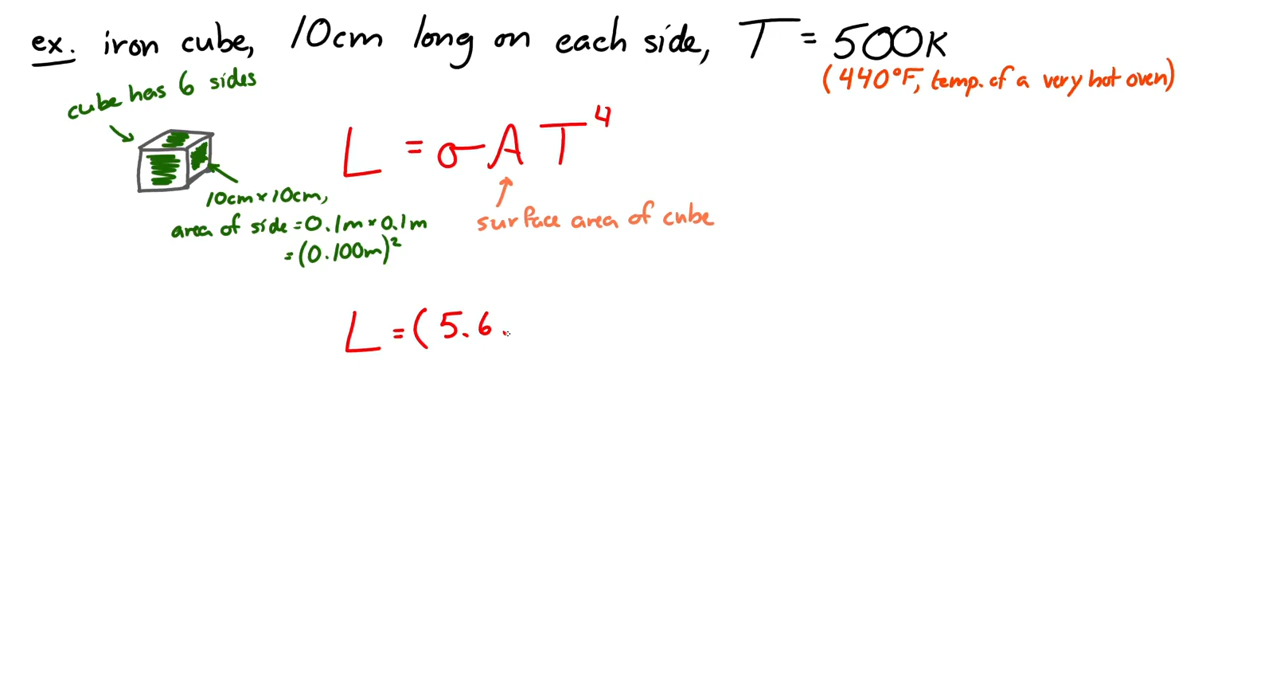 ex. iron cube, 10cm long on each side, T = 500K
(440°F, temp. of a very hot oven)
cube has 6 sides
L = σAT⁴
10cm x 10cm,
area of side = 0.1m x 0.1m
= (0.100m)²
surface area of cube
L = (5.6.